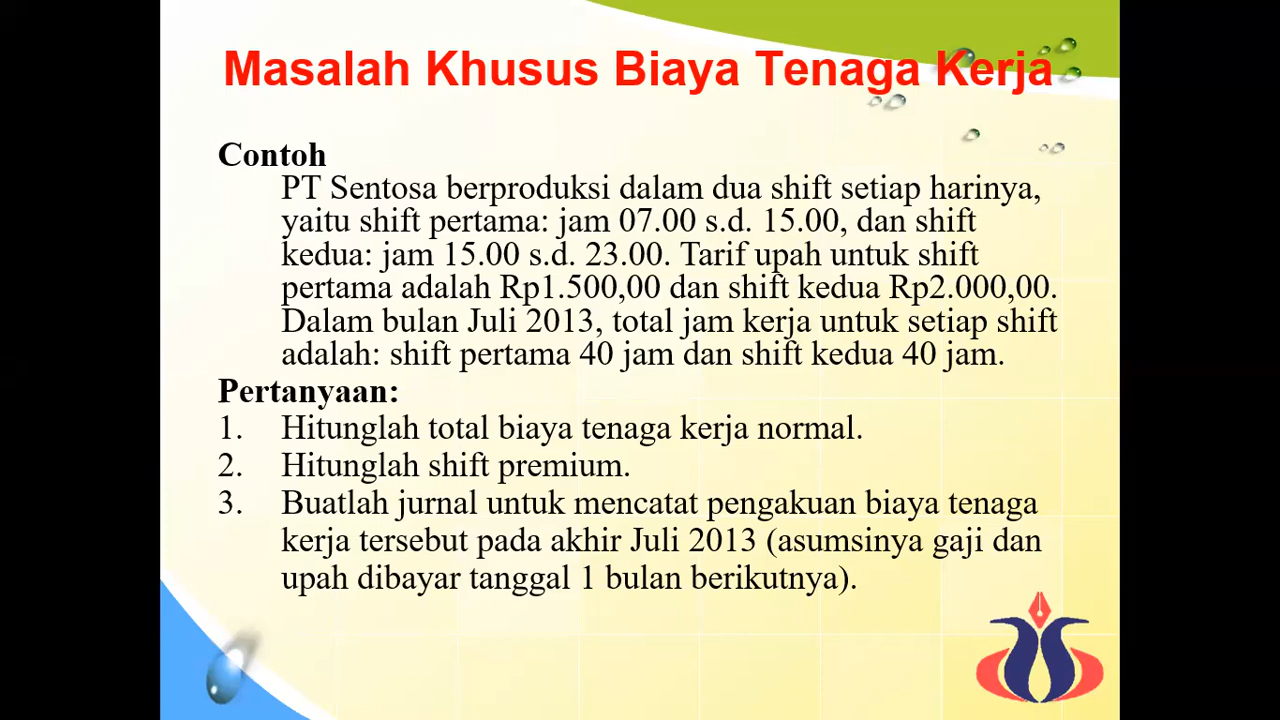 Masalah Khusus Biaya Tenaga Kerja
Contoh
PT Sentosa berproduksi dalam dua shift setiap harinya,
yaitu shift pertama: jam 07.00 s.d. 15.00, dan shift
kedua: jam 15.00 s.d. 23.00. Tarif upah untuk shift
pertama adalah Rp1.500,00 dan shift kedua Rp2.000,00.
Dalam bulan Juli 2013, total jam kerja untuk setiap shift
adalah: shift pertama 40 jam dan shift kedua 40 jam.
Pertanyaan:
1. Hitunglah total biaya tenaga kerja normal.
2. Hitunglah shift premium.
3. Buatlah jurnal untuk mencatat pengakuan biaya tenaga
kerja tersebut pada akhir Juli 2013 (asumsinya gaji dan
upah dibayar tanggal 1 bulan berikutnya).